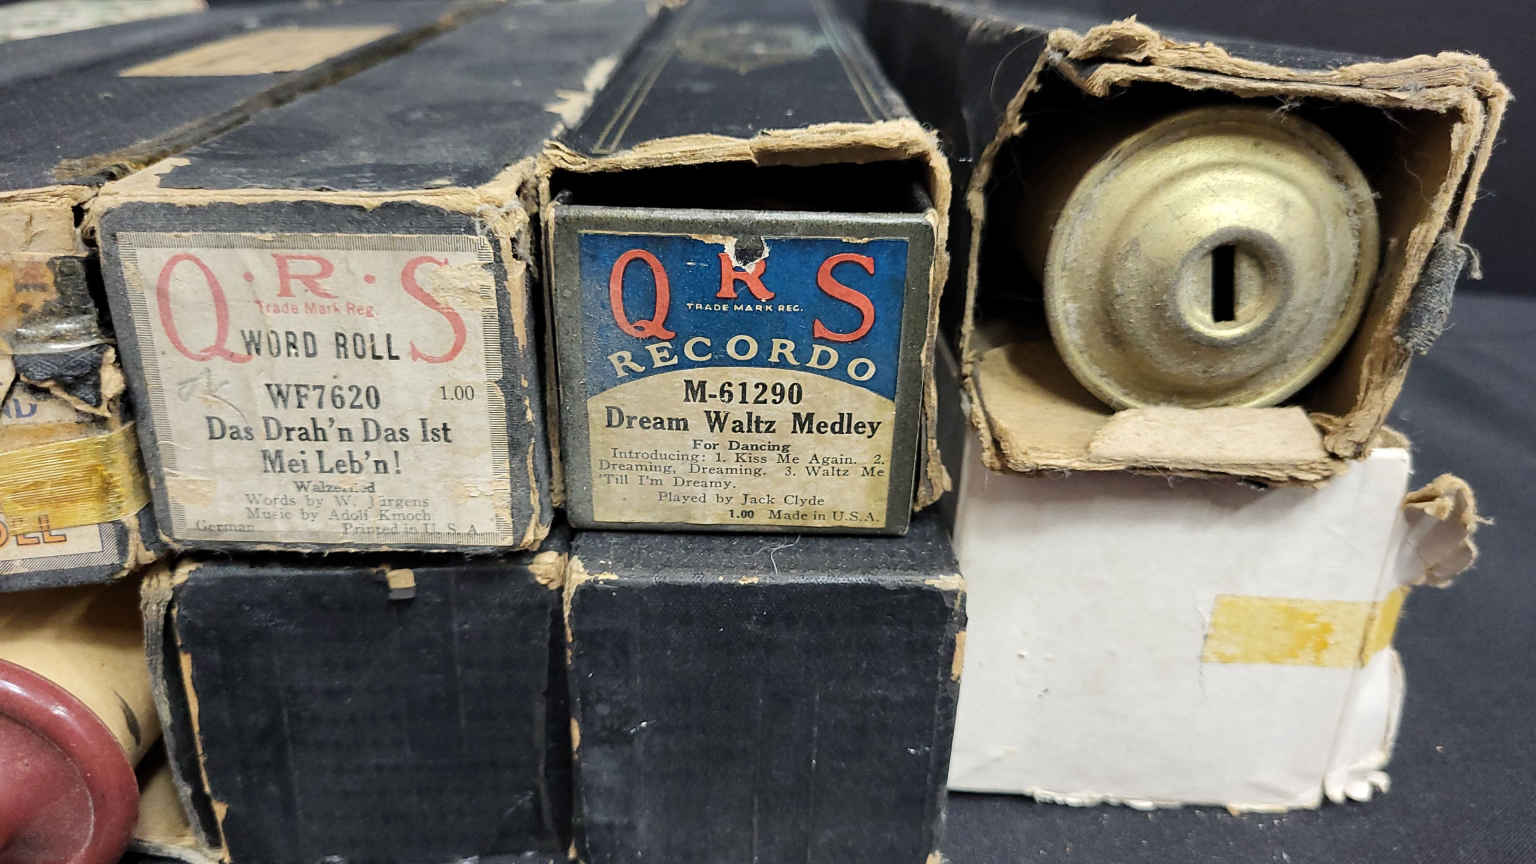 Q·R·S
Trade Mark Reg.
WORD ROLL
WF7620 1.00
Das Drah'n Das Ist
Mei Leb'n!
Words by W. Jürgens
Music by Adolf Kmoch
German Printed in U. S. A.
QRS
TRADE MARK REG.
RECORDO
M-61290
Dream Waltz Medley
For Dancing
Introducing: 1. Kiss Me Again. 2.
Dreaming, Dreaming. 3. Waltz Me
'Till I'm Dreamy.
Played by Jack Clyde
1.00 Made in U.S.A.